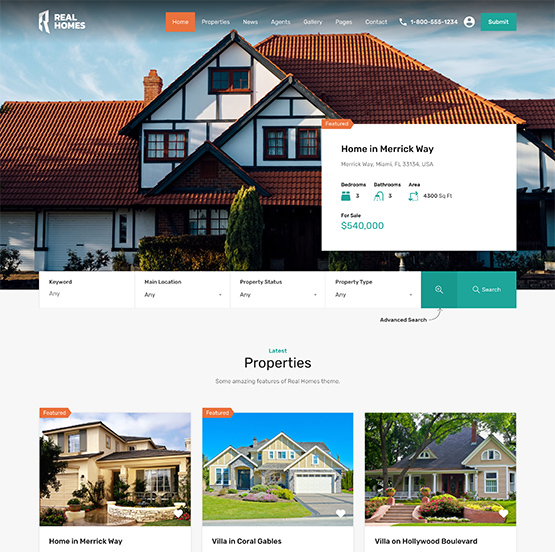 REAL
HOMES
Home Properties News Agents Gallery Pages Contact 1-800-555-1234 Submit
Featured
Home in Merrick Way
Merrick Way, Miami, FL 33134, USA
Bedrooms Bathrooms Area
3 3 4300 Sq Ft
For Sale
$540,000
Keyword Main Location Property Status Property Type
Any Any Any Any
Search
Advanced Search
Latest
Properties
Some amazing features of Real Homes theme.
Featured Featured
Home in Merrick Way Villa in Coral Gables Villa on Hollywood Boulevard